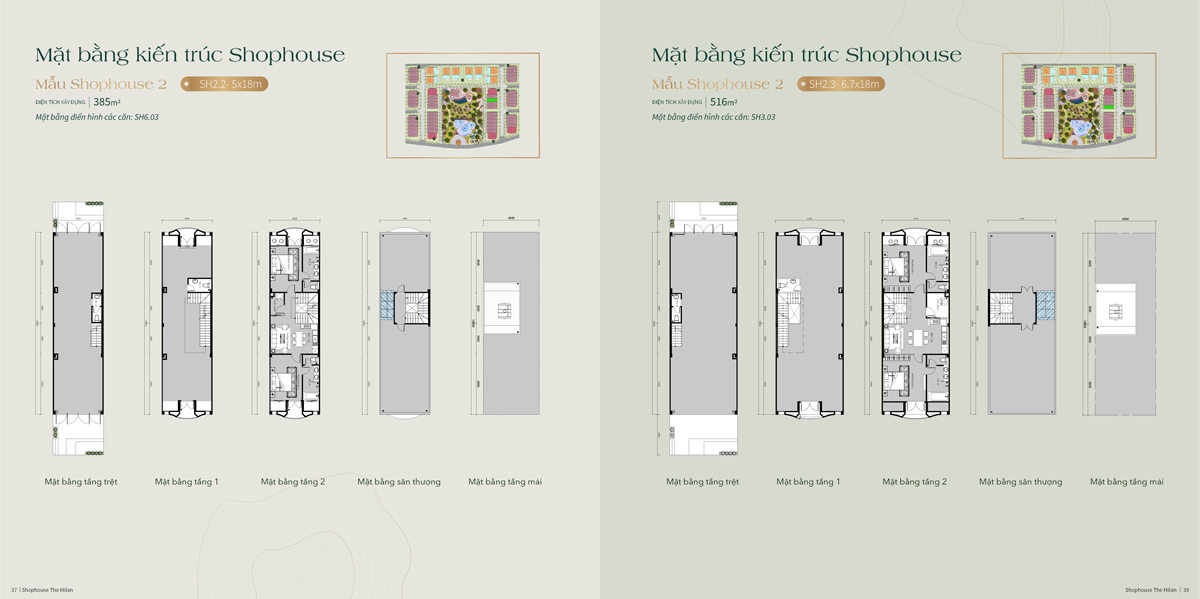 Mặt bằng kiến trúc Shophouse
Mẫu Shophouse 2
SH2.2- 5x18m
DIỆN TÍCH XÂY DỰNG | 385m²
Mặt bằng điển hình các căn: SH6.03
Mặt bằng tầng trệt
Mặt bằng tầng 1
Mặt bằng tầng 2
Mặt bằng sân thượng
Mặt bằng tầng mái
37 | Shophouse The Milan
Mặt bằng kiến trúc Shophouse
Mẫu Shophouse 2
SH2.3- 6.7x18m
DIỆN TÍCH XÂY DỰNG | 516m²
Mặt bằng điển hình các căn: SH3.03
Mặt bằng tầng trệt
Mặt bằng tầng 1
Mặt bằng tầng 2
Mặt bằng sân thượng
Mặt bằng tầng mái
Shophouse The Milan | 38